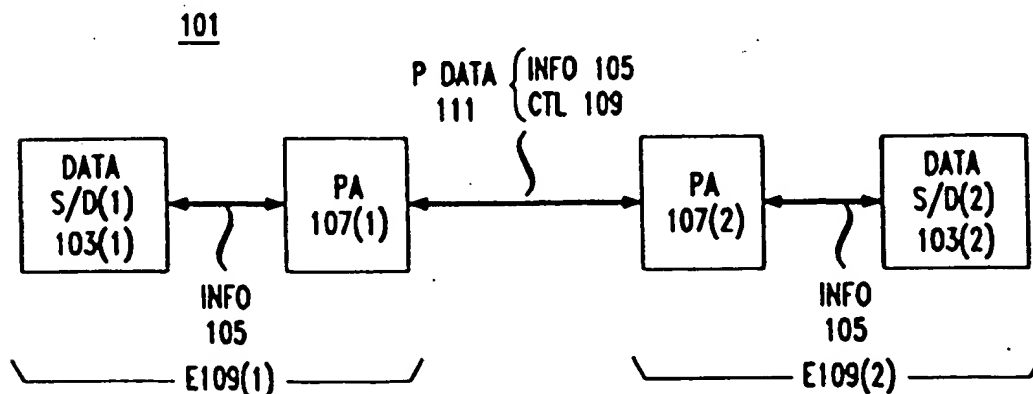 101
P DATA
111
INFO 105
CTL 109
DATA
S/D(1)
103(1)
PA
107(1)
PA
107(2)
DATA
S/D(2)
103(2)
INFO
105
INFO
105
E109(1)
E109(2)